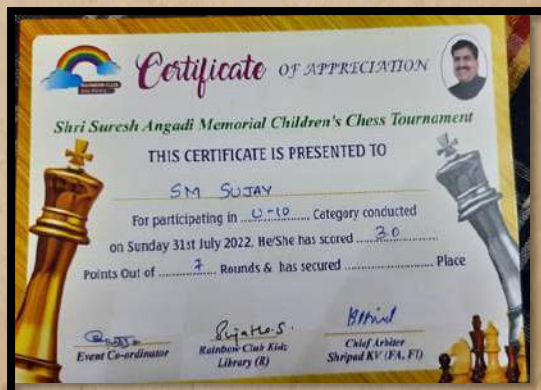 RAINBOW CLUB
Certificate OF APPRECIATION
Shri Suresh Angadi Memorial Children's Chess Tournament
THIS CERTIFICATE IS PRESENTED TO
SM SUJAY
For participating in U-10 Category conducted
on Sunday 31st July 2022. He/She has scored 3.0
Points Out of 7 Rounds & has secured .................... Place
Event Co-ordinator
Rainbow Club Kids
Library (R)
Chief Arbiter
Shripad KV (FA, FI)